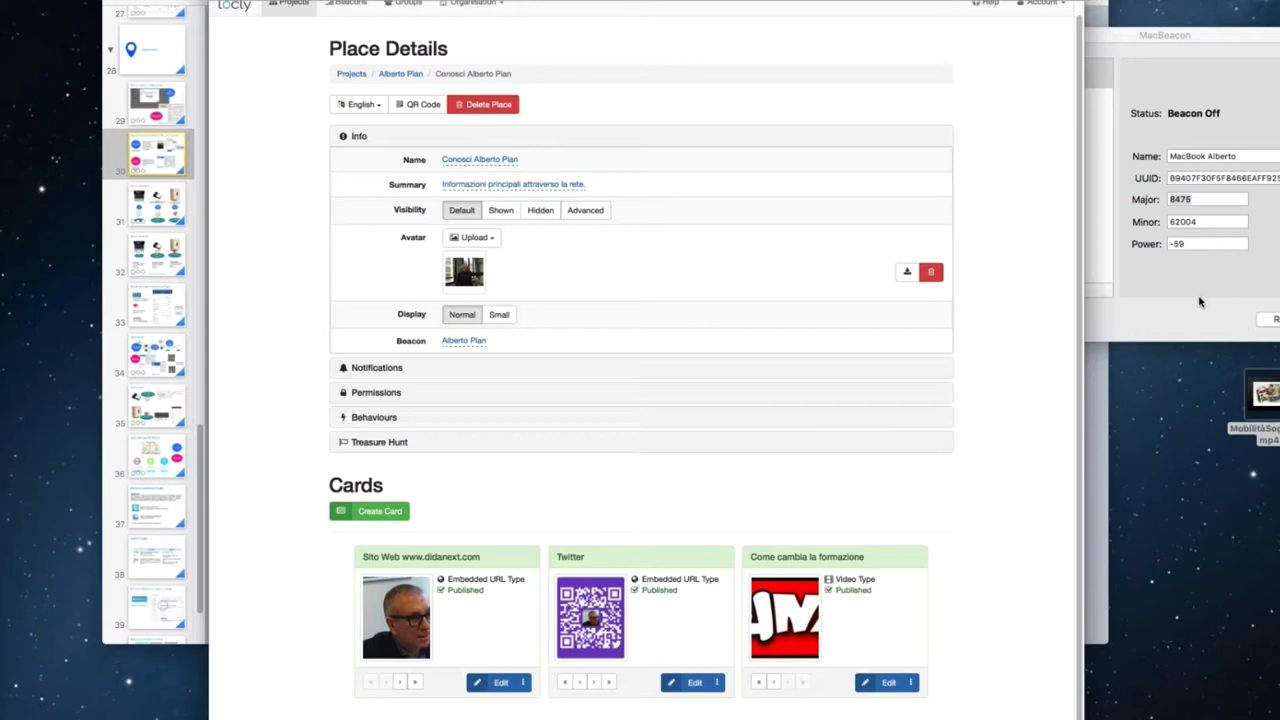 locly
Projects
Beacons
Groups
Organisation
Help
Account
27
28
29
30
31
32
33
34
35
36
37
38
39
Place Details
Projects / Alberto Pian / Conosci Alberto Pian
English
QR Code
Delete Place
Info
Name Conosci Alberto Pian
Summary Informazioni principali attraverso la rete.
Visibility Default Shown Hidden Advanced
Avatar Upload
Display Normal Small
Beacon Alberto Pian
Notifications
Permissions
Behaviours
Treasure Hunt
Cards
Create Card
Sito Web www.didanext.com
Embedded URL Type
Published
« ‹ › »
Edit
Twitter
Embedded URL Type
Published
« ‹ › »
Edit
Come cambia la formazione
Video Type
Published
« ‹ › »
Edit
MacBeacon
Status: Beacon Off
Name: MacBook Alberto
UUID: B9407F30F5F8466EAFF925
Major: 8475
Minor: 62004
Power: -59
R
MobilitàSog
mp4